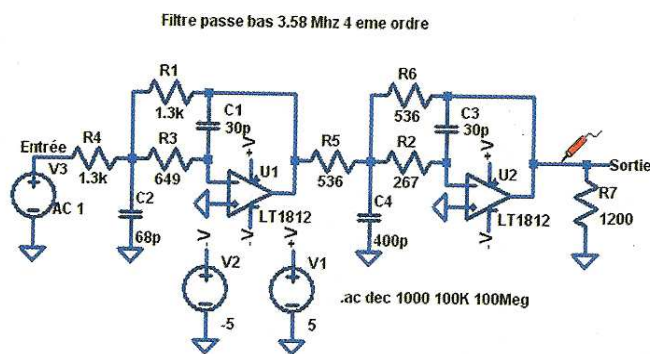 Filtre passe bas 3.58 Mhz 4 eme ordre
R1
1.3k
C1
30p
R6
536
C3
30p
Entrée
R4
1.3k
R3
649
+V
U1
R5
536
R2
267
+V
U2
Sortie
V3
AC 1
C2
68p
LT1812
-V
C4
400p
LT1812
-V
R7
1200
-V
V2
-5
+V
V1
5
.ac dec 1000 100K 100Meg